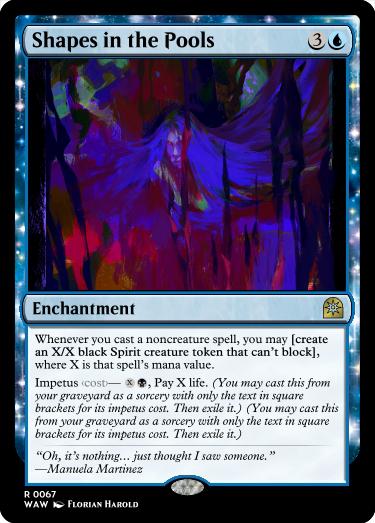 Shapes in the Pools 3
Enchantment
Whenever you cast a noncreature spell, you may [create
an X/X black Spirit creature token that can't block],
where X is that spell's mana value.
Impetus cost— X, Pay X life. (You may cast this from
your graveyard as a sorcery with only the text in square
brackets for its impetus cost. Then exile it.) (You may cast
this from your graveyard as a sorcery with only the text in
square brackets for its impetus cost. Then exile it.)
"Oh, it's nothing... just thought I saw someone."
—Manuela Martinez
R 0067
WAW Florian Harold